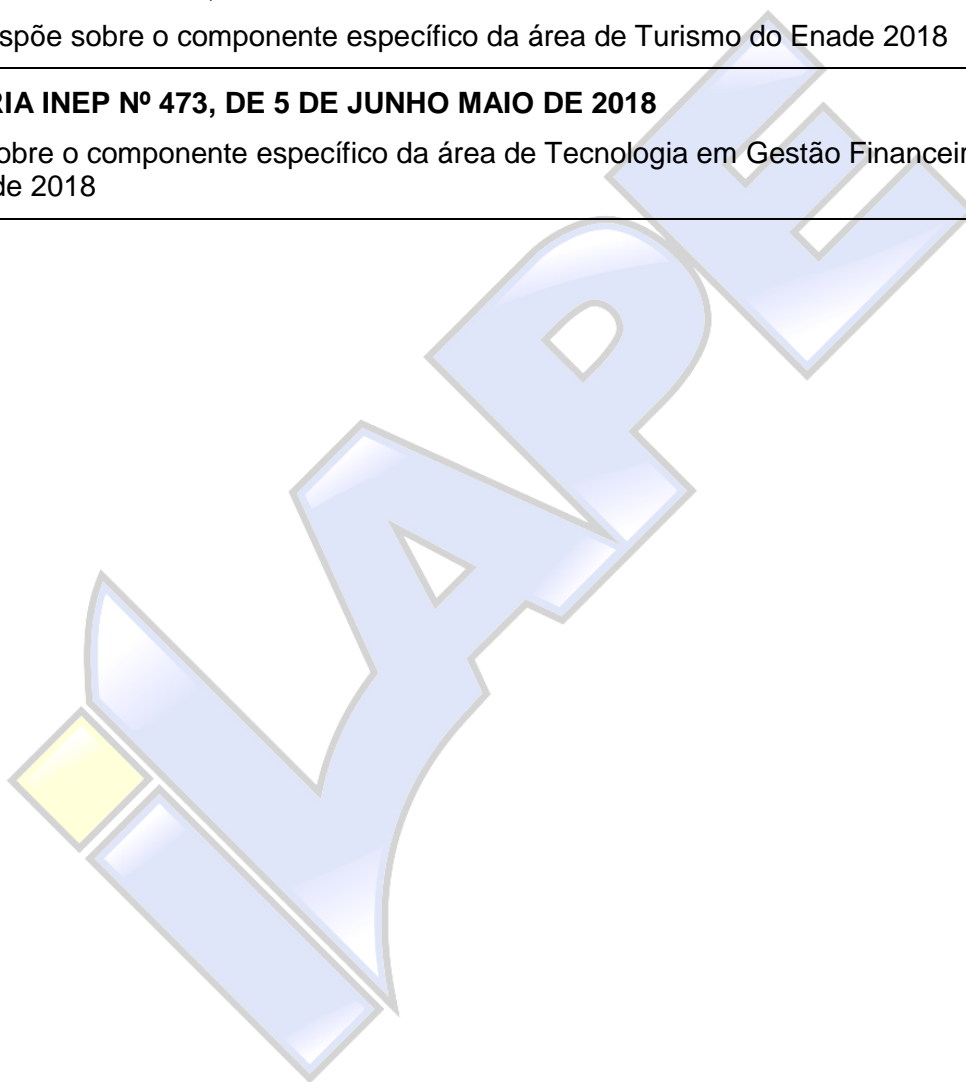 spõe sobre o componente específico da área de Turismo do Enade 2018
RIA INEP Nº 473, DE 5 DE JUNHO MAIO DE 2018
obre o componente específico da área de Tecnologia em Gestão Financeir
de 2018
iLAPE